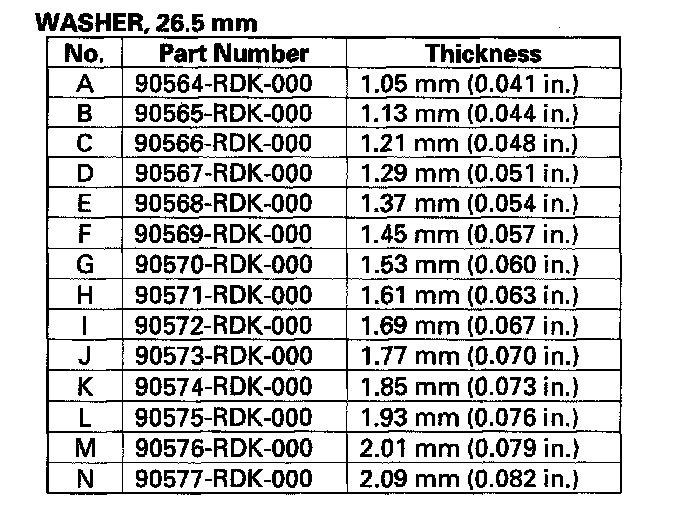 WASHER, 26.5 mm
No. Part Number Thickness
A 90564-RDK-000 1.05 mm (0.041 in.)
B 90565-RDK-000 1.13 mm (0.044 in.)
C 90566-RDK-000 1.21 mm (0.048 in.)
D 90567-RDK-000 1.29 mm (0.051 in.)
E 90568-RDK-000 1.37 mm (0.054 in.)
F 90569-RDK-000 1.45 mm (0.057 in.)
G 90570-RDK-000 1.53 mm (0.060 in.)
H 90571-RDK-000 1.61 mm (0.063 in.)
I 90572-RDK-000 1.69 mm (0.067 in.)
J 90573-RDK-000 1.77 mm (0.070 in.)
K 90574-RDK-000 1.85 mm (0.073 in.)
L 90575-RDK-000 1.93 mm (0.076 in.)
M 90576-RDK-000 2.01 mm (0.079 in.)
N 90577-RDK-000 2.09 mm (0.082 in.)